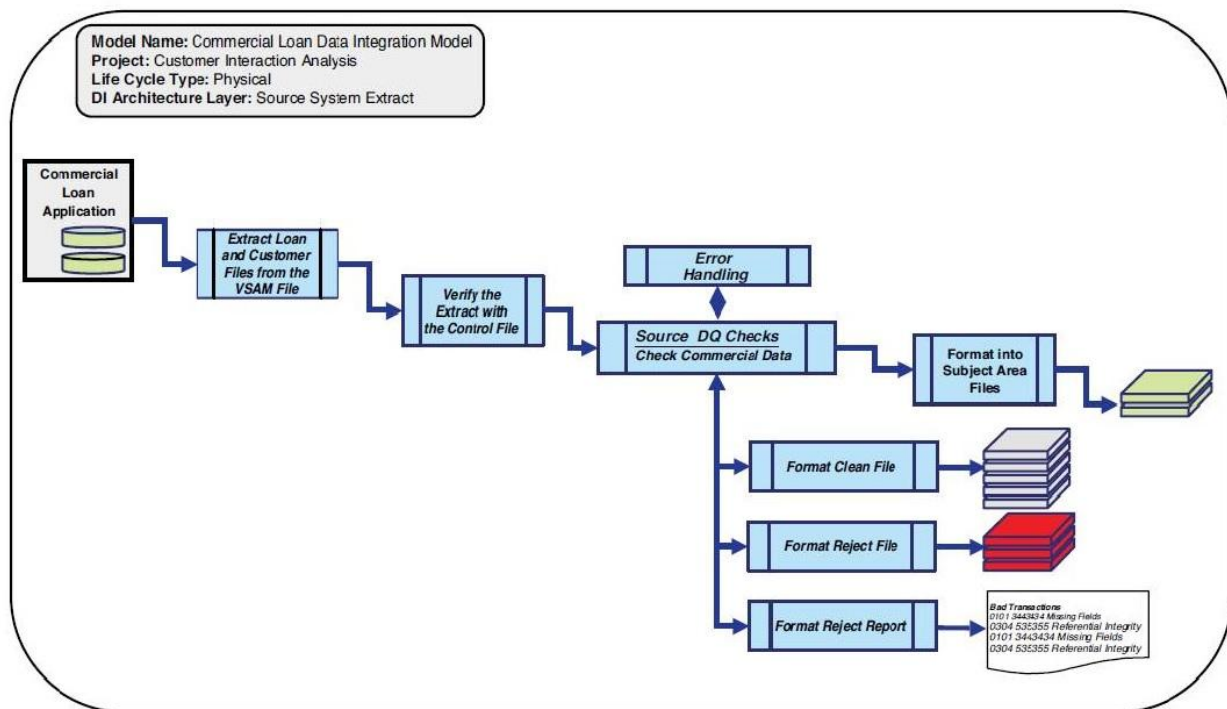 Model Name: Commercial Loan Data Integration Model
Project: Customer Interaction Analysis
Life Cycle Type: Physical
DI Architecture Layer: Source System Extract
Commercial
Loan
Application
Extract Loan
and Customer
Files from the
VSAM File
Verify the
Extract with
the Control File
Error
Handling
Source DQ Checks
Check Commercial Data
Format into
Subject Area
Files
Format Clean File
Format Reject File
Format Reject Report
Bad Transactions
0101 3443434 Missing Fields
0304 535355 Referential Integrity
0101 3443434 Missing Fields
0304 535355 Referential Integrity